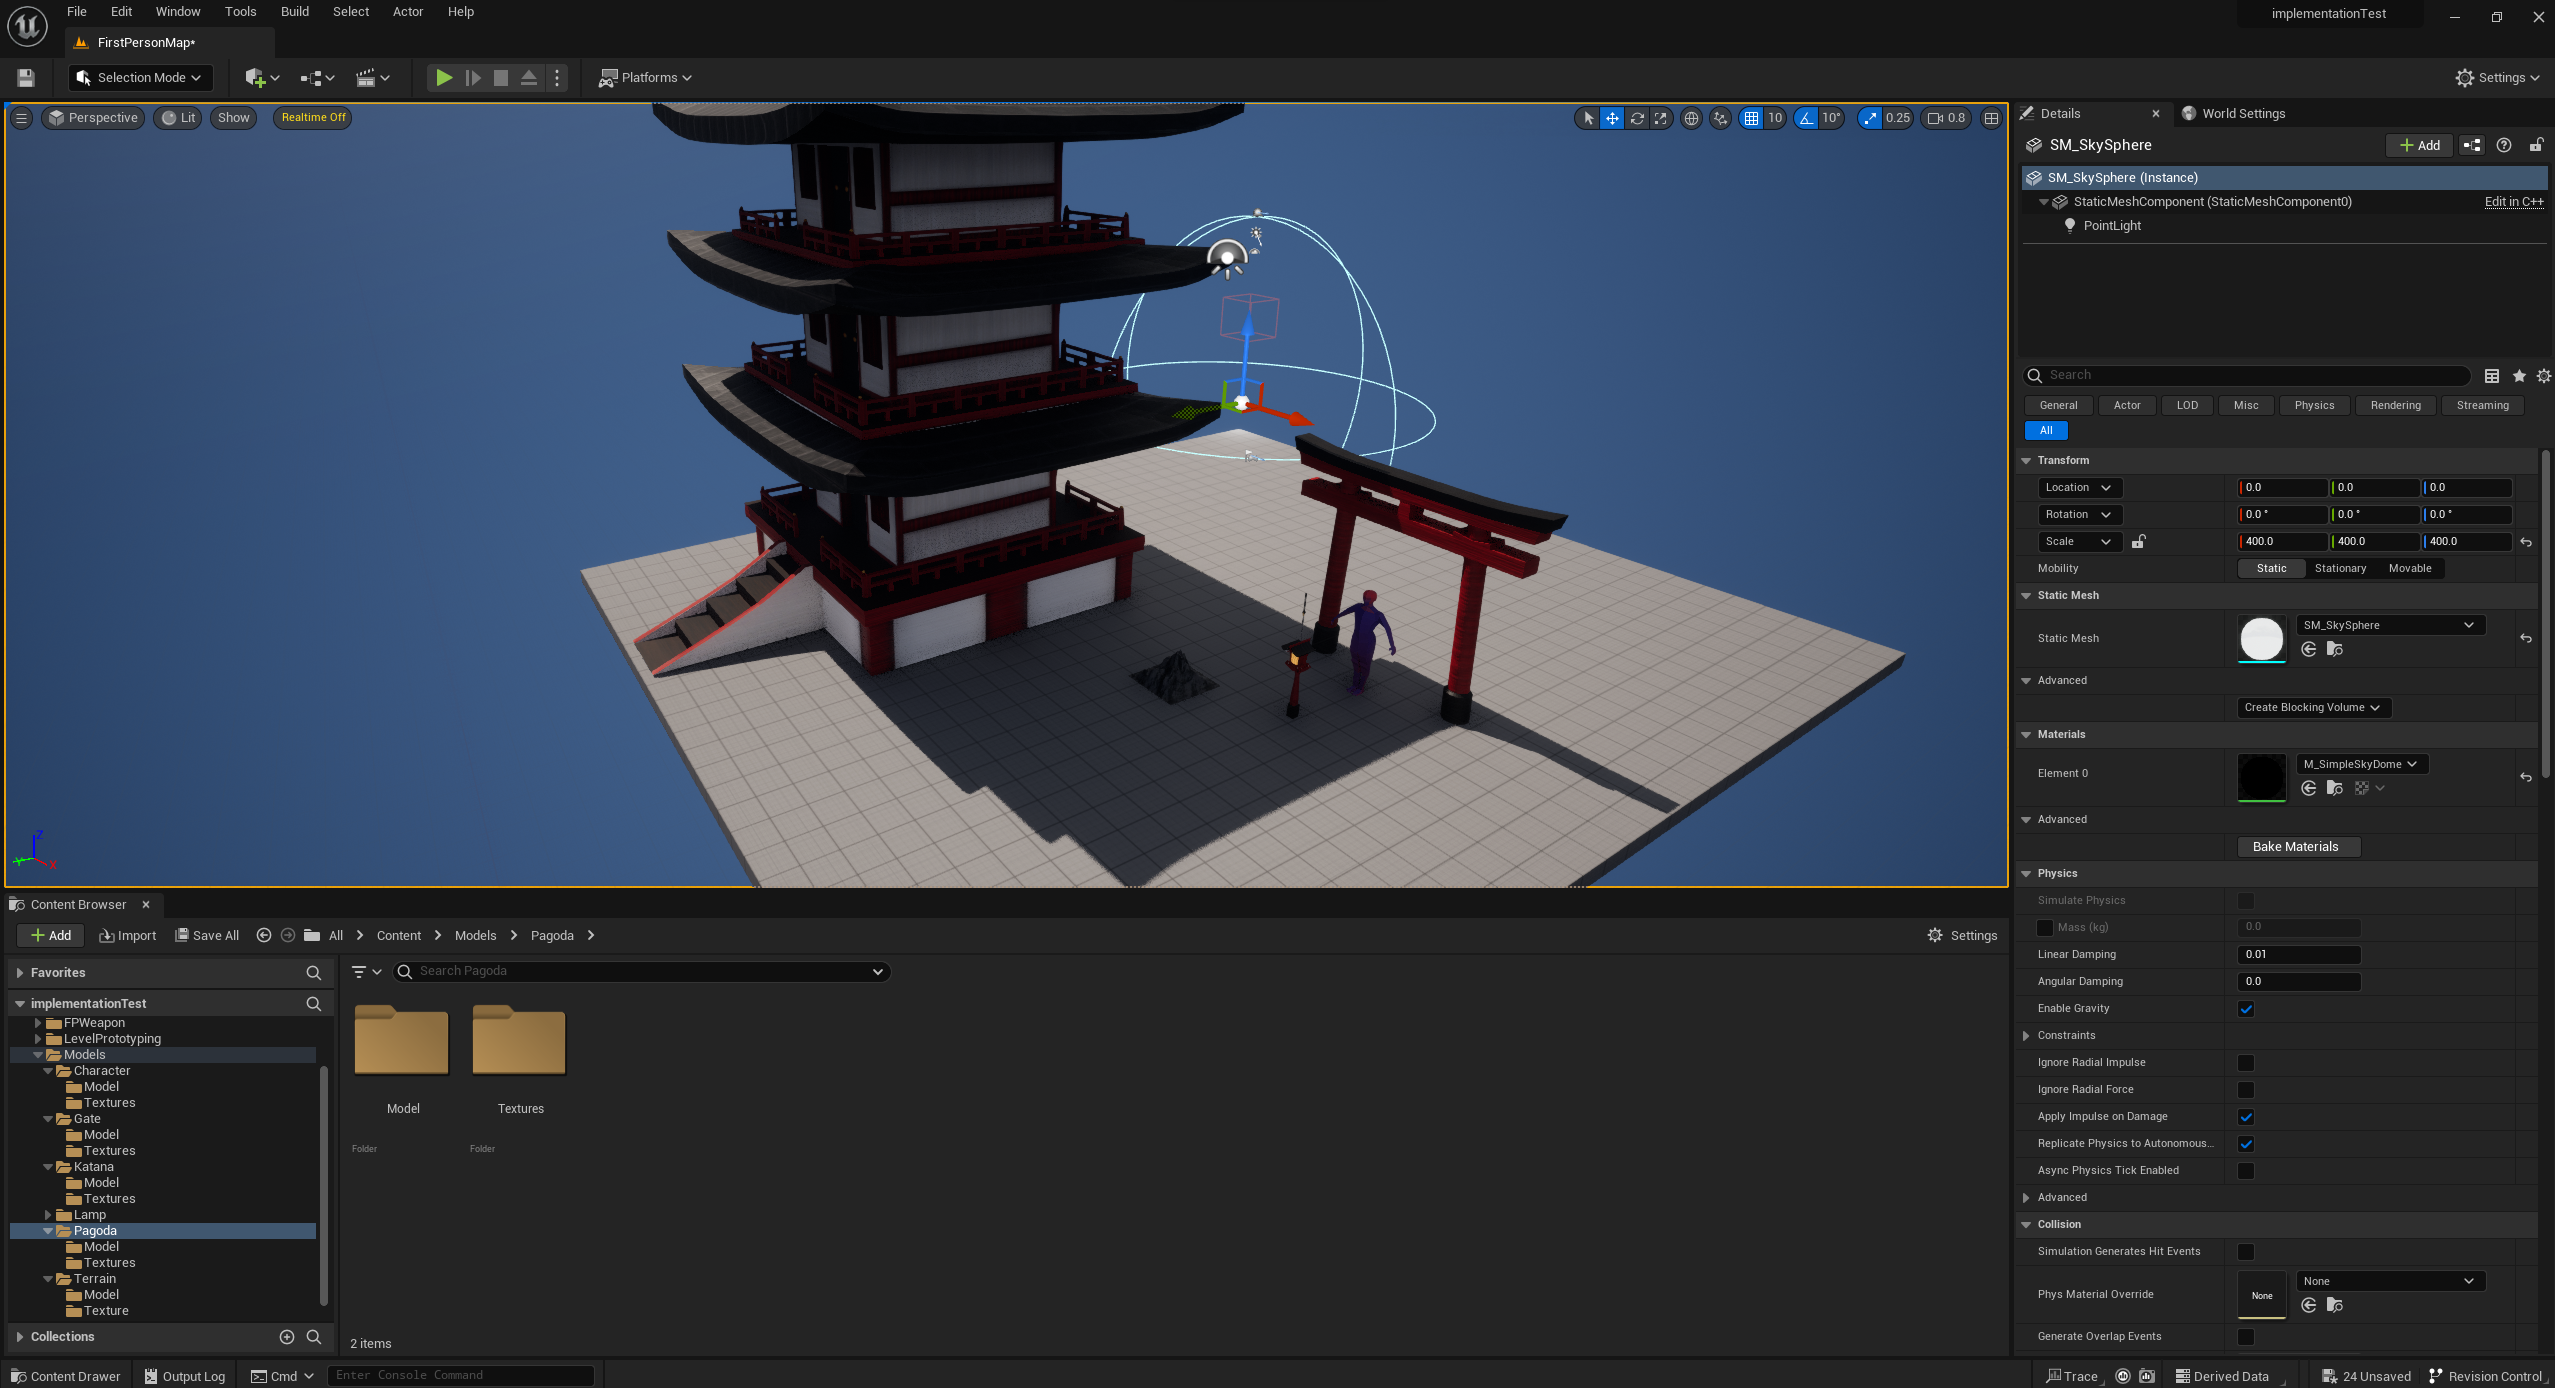 File Edit Window Tools Build Select Actor Help
implementationTest
FirstPersonMap*
Selection Mode
Platforms
Settings
Perspective Lit Show Realtime Off
10 10° 0.25 0.8
Z
Y X
Details
World Settings
SM_SkySphere
Add
SM_SkySphere (Instance)
StaticMeshComponent (StaticMeshComponent0) Edit in C++
PointLight
Search
General Actor LOD Misc Physics Rendering Streaming
All
Transform
Location 0.0 0.0 0.0
Rotation 0.0 ° 0.0 ° 0.0 °
Scale 400.0 400.0 400.0
Mobility Static Stationary Movable
Static Mesh
Static Mesh SM_SkySphere
Advanced
Create Blocking Volume
Materials
Element 0 M_SimpleSkyDome
Advanced
Bake Materials
Physics
Simulate Physics
Mass (kg) 0.0
Linear Damping 0.01
Angular Damping 0.0
Enable Gravity
Constraints
Ignore Radial Impulse
Ignore Radial Force
Apply Impulse on Damage
Replicate Physics to Autonomous...
Async Physics Tick Enabled
Advanced
Collision
Simulation Generates Hit Events
Phys Material Override None None
Generate Overlap Events
Content Browser
Add Import Save All All Content Models Pagoda Settings
Favorites
Search Pagoda
implementationTest
FPWeapon
LevelPrototyping
Models
Character
Model
Textures
Gate
Model
Textures
Katana
Model
Textures
Lamp
Pagoda
Model
Textures
Terrain
Model
Texture
Collections
Model Textures
Folder Folder
2 items
Content Drawer Output Log Cmd Enter Console Command
Trace Derived Data 24 Unsaved Revision Control